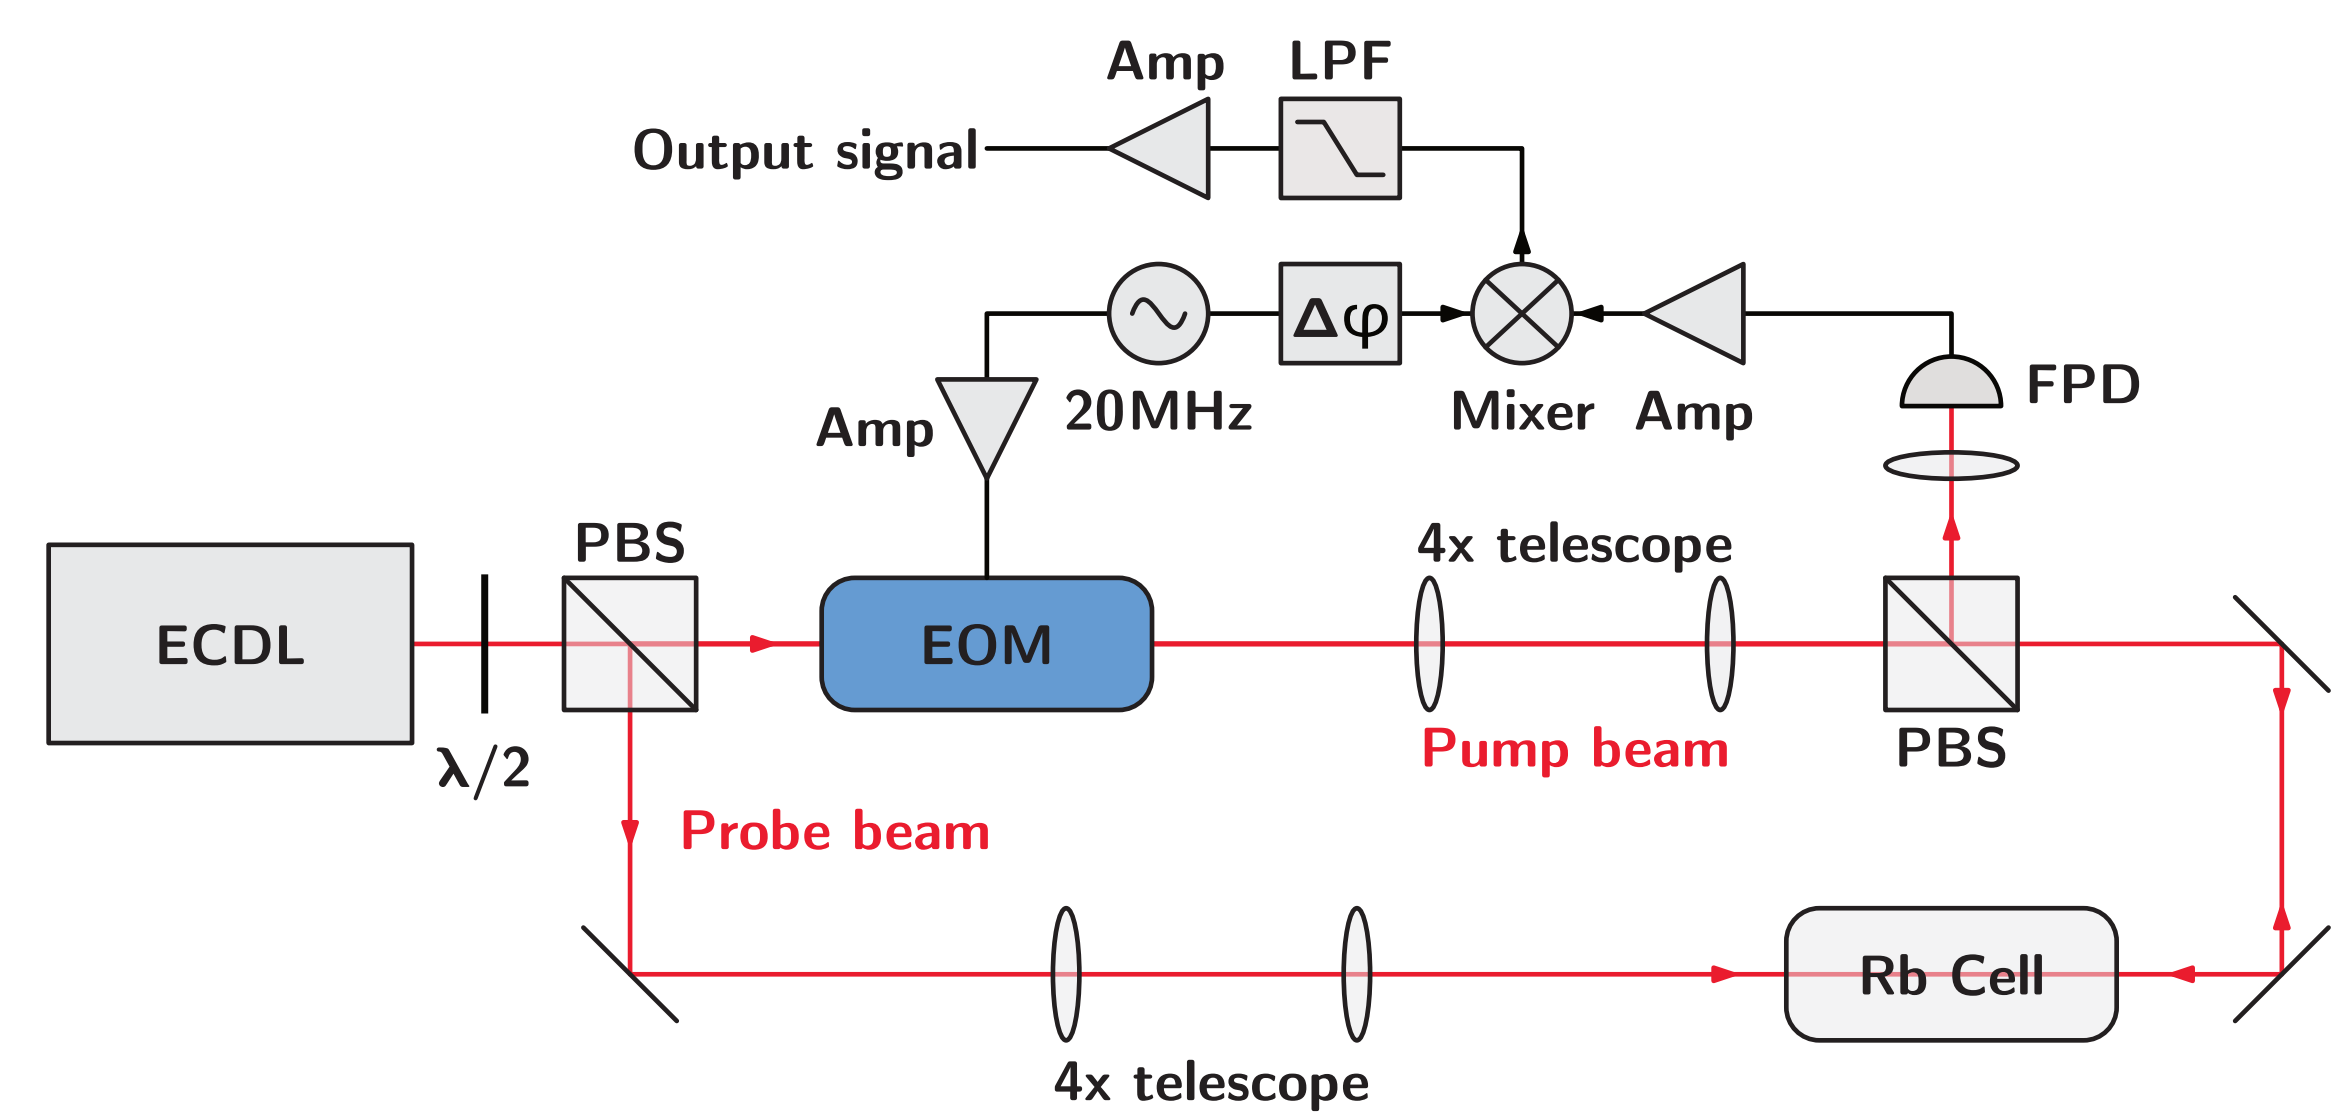 Amp
LPF
Output signal
Δφ
20MHz
Mixer
Amp
FPD
Amp
PBS
4x telescope
ECDL
EOM
λ/2
Pump beam
PBS
Probe beam
Rb Cell
4x telescope